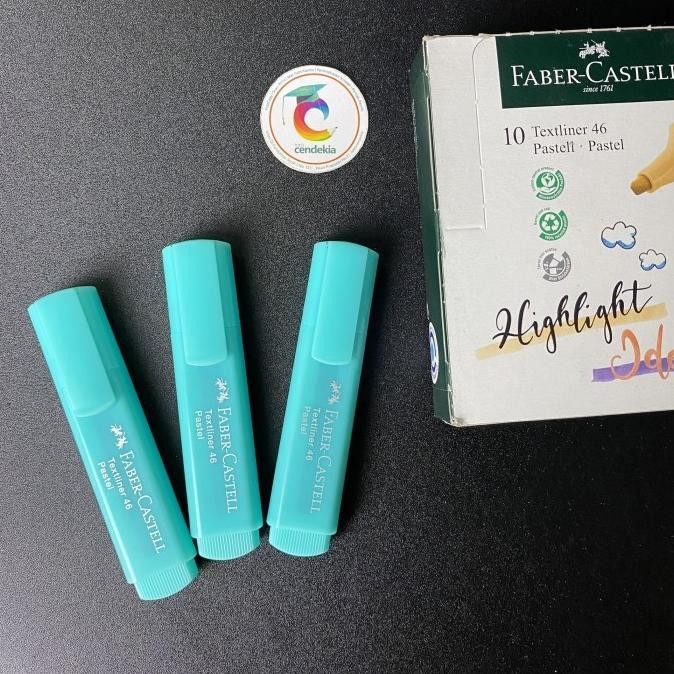 cendekia
FABER-CASTELL
since 1761
10 Textliner 46
Pastell · Pastel
Highlight
FABER-CASTELL
Textliner 46
Pastel
FABER-CASTELL
Textliner 46
Pastel
FABER-CASTELL
Textliner 46
Pastel